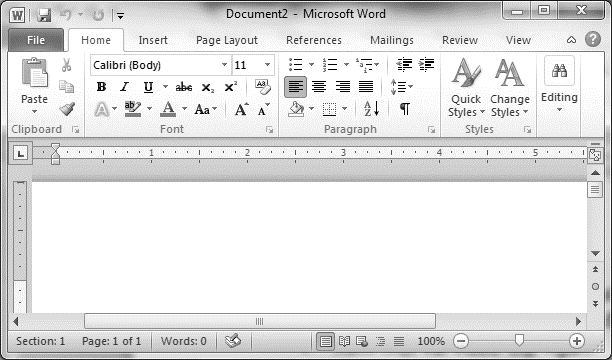 Document2 - Microsoft Word
File Home Insert Page Layout References Mailings Review View
Calibri (Body) 11
Paste B I U abc x₂ x² Aa A A Quick Styles Change Styles Editing
Clipboard Font Paragraph Styles
1 2 3 4 5
Section: 1 Page: 1 of 1 Words: 0 100%